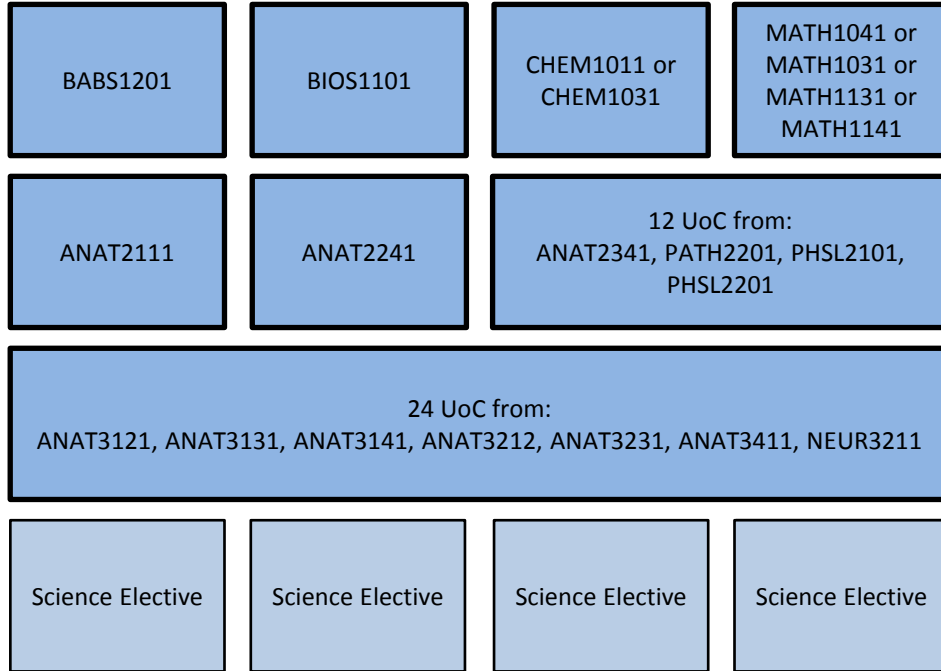 BABS1201
BIOS1101
CHEM1011 or
CHEM1031
MATH1041 or
MATH1031 or
MATH1131 or
MATH1141
ANAT2111
ANAT2241
12 UoC from:
ANAT2341, PATH2201, PHSL2101,
PHSL2201
24 UoC from:
ANAT3121, ANAT3131, ANAT3141, ANAT3212, ANAT3231, ANAT3411, NEUR3211
Science Elective
Science Elective
Science Elective
Science Elective